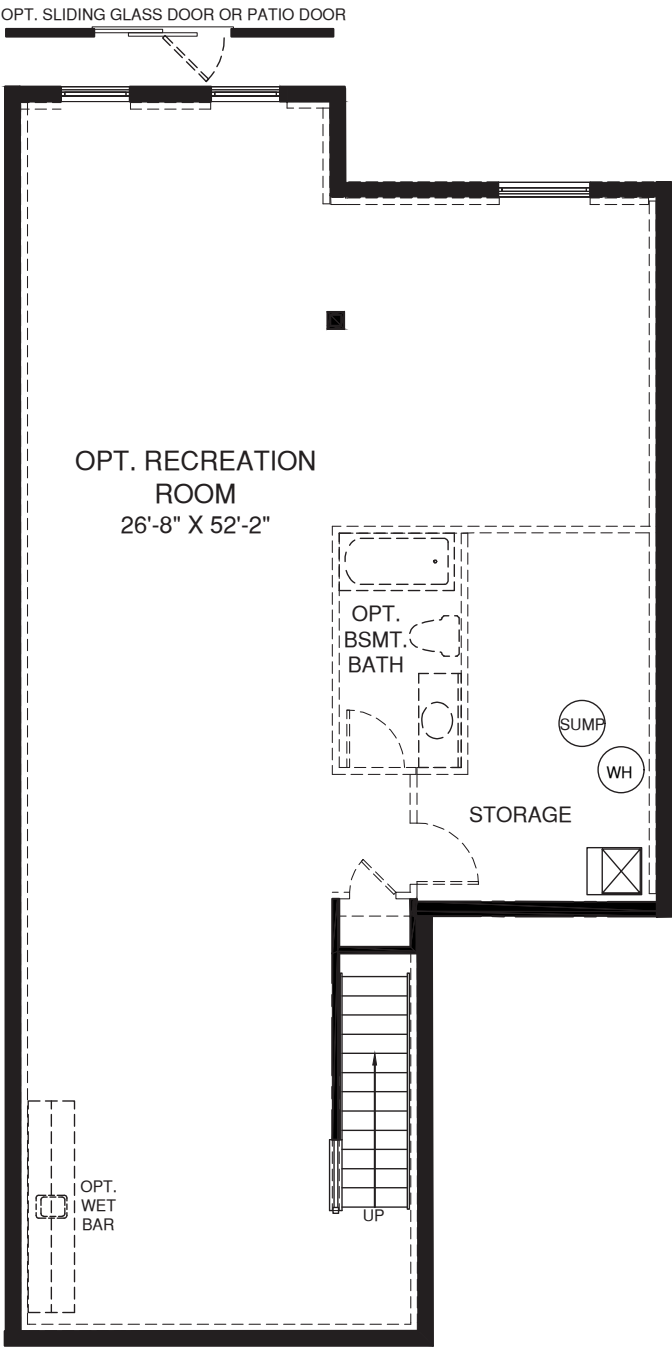 OPT. SLIDING GLASS DOOR OR PATIO DOOR
OPT. RECREATION
ROOM
26'-8" X 52'-2"
OPT.
BSMT.
BATH
SUMP
WH
STORAGE
OPT.
WET
BAR
UP